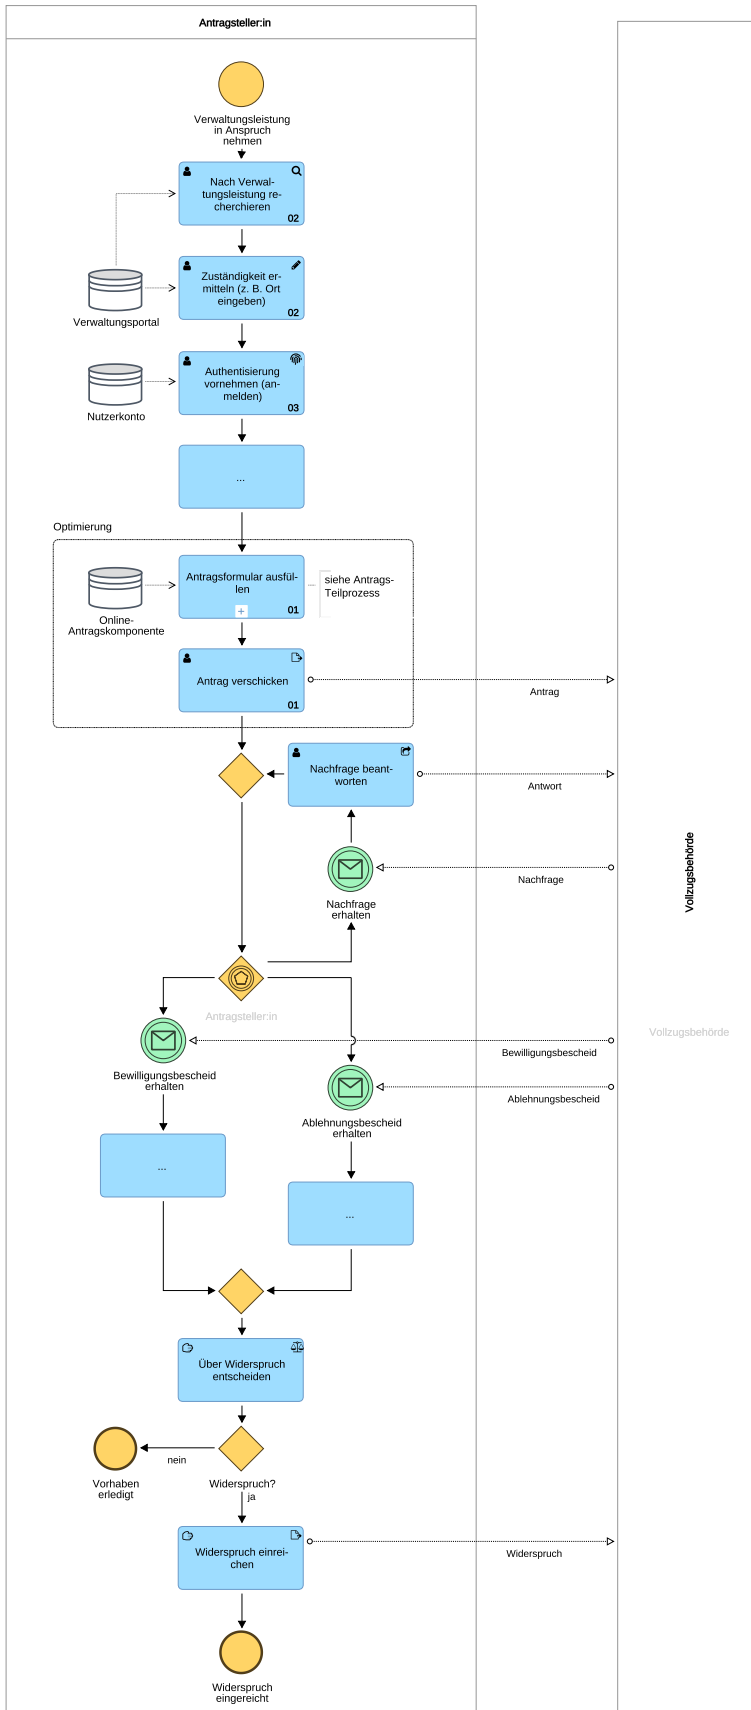 Antragsteller:in
Verwaltungsleistung
in Anspruch
nehmen
Nach Verwal-
tungsleistung re-
cherchieren
02
Zuständigkeit er-
mitteln (z. B. Ort
eingeben)
02
Verwaltungsportal
Authentisierung
vornehmen (an-
melden)
03
Nutzerkonto
...
Optimierung
Antragsformular ausfül-
len
+
01
siehe Antrags-
Teilprozess
Online-
Antragskomponente
Antrag verschicken
01
Antrag
Nachfrage beant-
worten
Antwort
Vollzugsbehörde
Nachfrage
Nachfrage
erhalten
Antragsteller:in
Vollzugsbehörde
Bewilligungsbescheid
Bewilligungsbescheid
erhalten
Ablehnungsbescheid
Ablehnungsbescheid
erhalten
...
...
Über Widerspruch
entscheiden
nein
Vorhaben
erledigt
Widerspruch?
ja
Widerspruch einrei-
chen
Widerspruch
Widerspruch
eingereicht